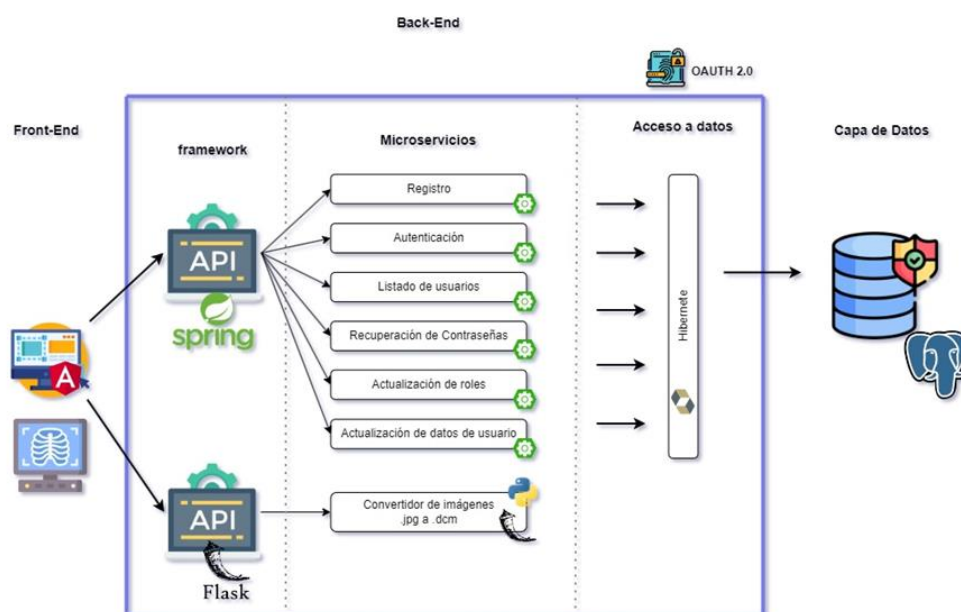 Back-End
OAUTH 2.0
Front-End
framework
Microservicios
Acceso a datos
Capa de Datos
API
spring
Registro
Autenticación
Listado de usuarios
Recuperación de Contraseñas
Actualización de roles
Actualización de datos de usuario
Hibernete
A
API
Flask
Convertidor de imágenes
.jpg a .dcm